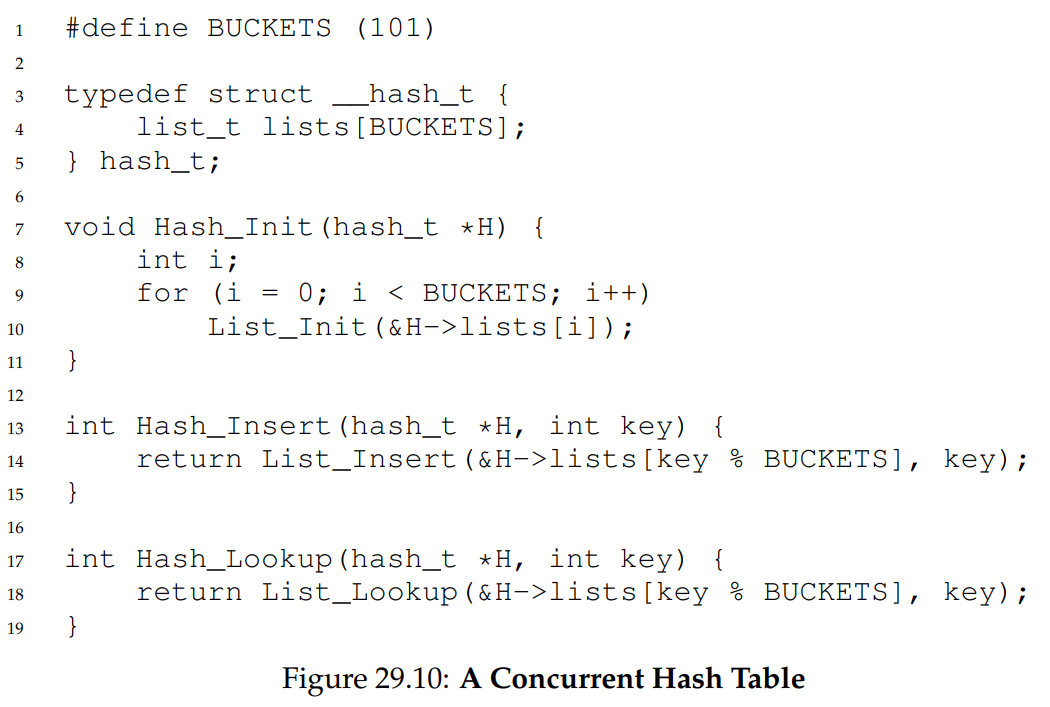 1 #define BUCKETS (101)
2
3 typedef struct __hash_t {
4     list_t lists[BUCKETS];
5 } hash_t;
6
7 void Hash_Init(hash_t *H) {
8     int i;
9     for (i = 0; i < BUCKETS; i++)
10         List_Init(&H->lists[i]);
11 }
12
13 int Hash_Insert(hash_t *H, int key) {
14     return List_Insert(&H->lists[key % BUCKETS], key);
15 }
16
17 int Hash_Lookup(hash_t *H, int key) {
18     return List_Lookup(&H->lists[key % BUCKETS], key);
19 }
Figure 29.10: A Concurrent Hash Table